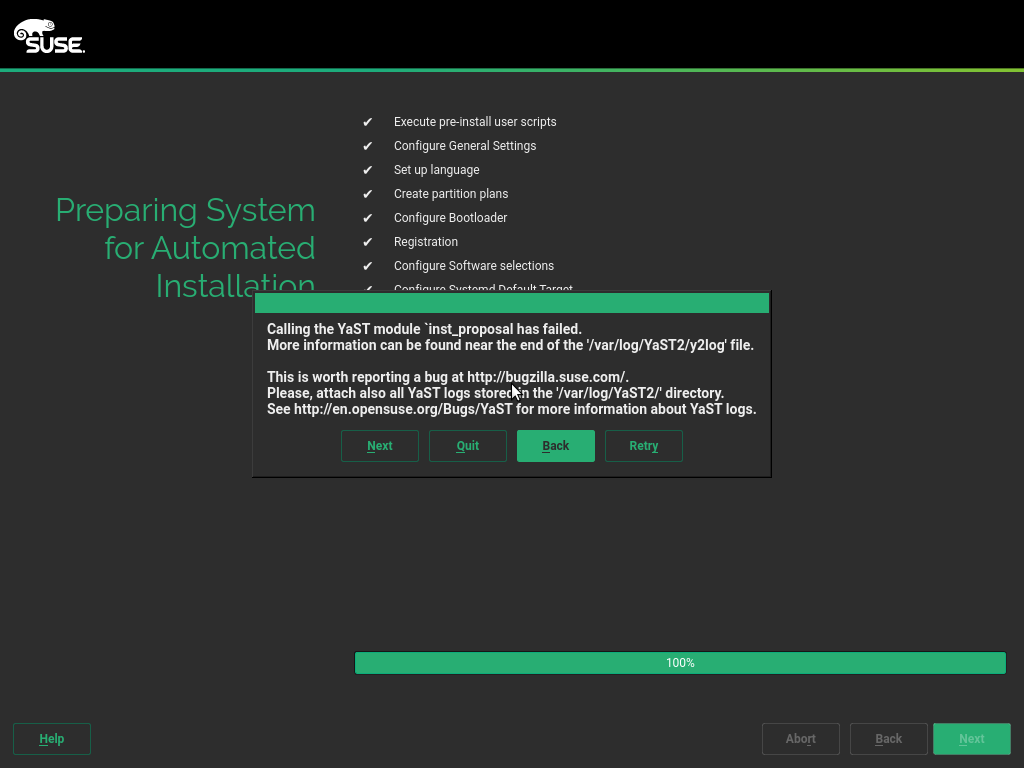 SUSE.
✔ Execute pre-install user scripts
✔ Configure General Settings
✔ Set up language
✔ Create partition plans
✔ Configure Bootloader
✔ Registration
✔ Configure Software selections
✔ Configure Systemd Default Target
Preparing System
for Automated
Installation
Calling the YaST module `inst_proposal has failed.
More information can be found near the end of the '/var/log/YaST2/y2log' file.
This is worth reporting a bug at http://bugzilla.suse.com/.
Please, attach also all YaST logs stored in the '/var/log/YaST2/' directory.
See http://en.opensuse.org/Bugs/YaST for more information about YaST logs.
Next Quit Back Retry
100%
Help Abort Back Next